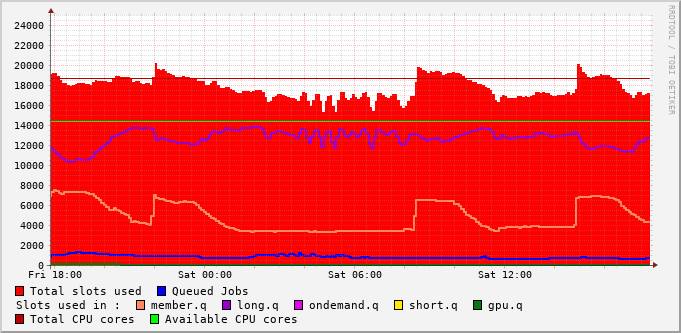 24000
22000
20000
18000
16000
14000
12000
10000
8000
6000
4000
2000
0
Fri 18:00 Sat 00:00 Sat 06:00 Sat 12:00
Total slots used Queued Jobs
Slots used in : member.q long.q ondemand.q short.q gpu.q
Total CPU cores Available CPU cores
RRDTOOL / TOBI OETIKER